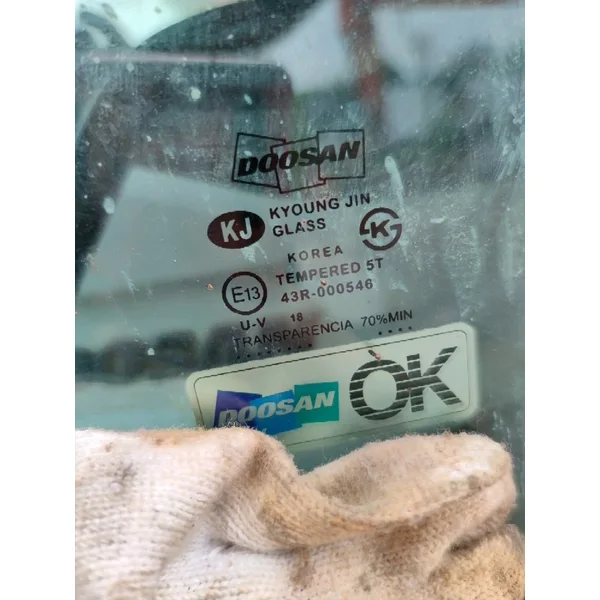 DOOSAN
KJ
KYOUNG JIN
GLASS
K
KOREA
TEMPERED 5T
E13
43R-000546
U-V 18
TRANSPARENCIA 70%MIN
DOOSAN
OK